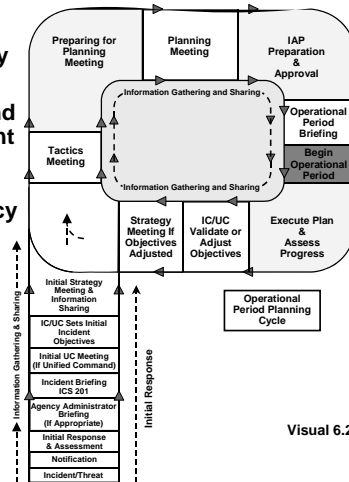 y
nd
nt
cy
Preparing for
Planning
Meeting
Planning
Meeting
IAP
Preparation
&
Approval
Information Gathering and Sharing
Operational
Period
Briefing
Begin
Operational
Period
Tactics
Meeting
Information Gathering and Sharing
Strategy
Meeting If
Objectives
Adjusted
IC/UC
Validate or
Adjust
Objectives
Execute Plan
&
Assess
Progress
Initial Strategy
Meeting &
Information
Sharing
IC/UC Sets Initial
Incident
Objectives
Initial UC Meeting
(If Unified Command)
Incident Briefing
ICS 201
Agency Administrator
Briefing
(If Appropriate)
Initial Response
& Assessment
Notification
Incident/Threat
Information Gathering & Sharing
Initial Response
Operational
Period Planning
Cycle
Visual 6.2